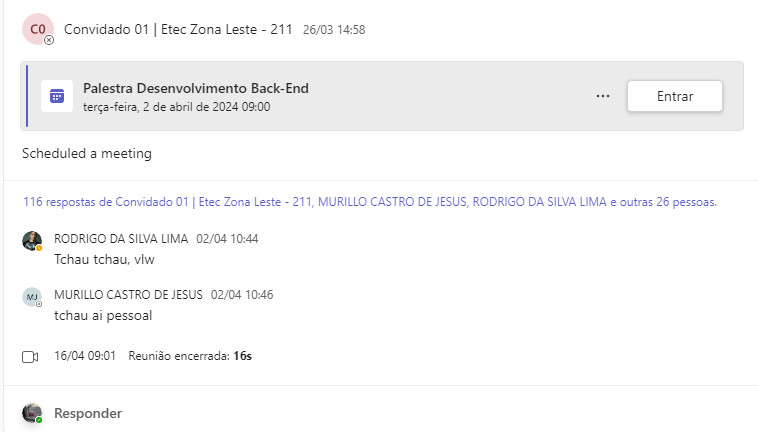 C0 Convidado 01 | Etec Zona Leste - 211 26/03 14:58
Palestra Desenvolvimento Back-End
terça-feira, 2 de abril de 2024 09:00
... Entrar
Scheduled a meeting
116 respostas de Convidado 01 | Etec Zona Leste - 211, MURILLO CASTRO DE JESUS, RODRIGO DA SILVA LIMA e outras 26 pessoas.
RODRIGO DA SILVA LIMA 02/04 10:44
Tchau tchau, vlw
MJ MURILLO CASTRO DE JESUS 02/04 10:46
tchau ai pessoal
16/04 09:01 Reunião encerrada: 16s
Responder